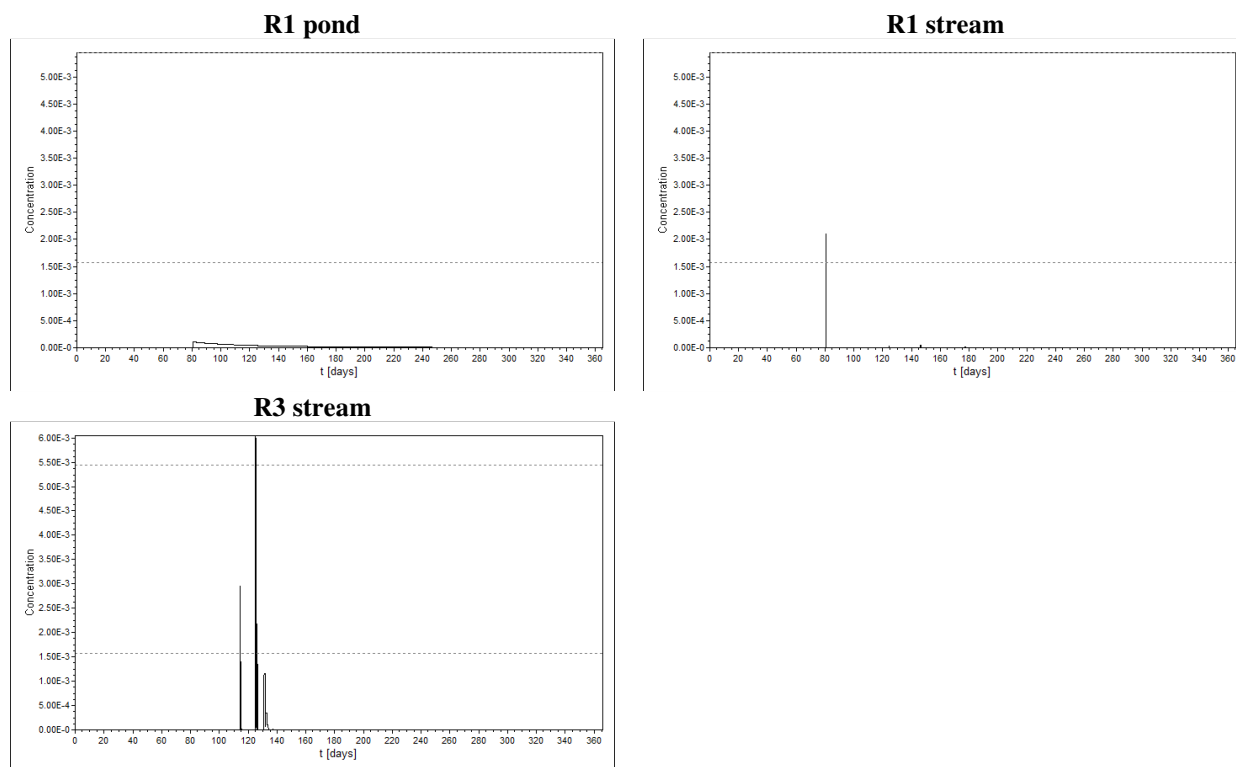 R1 pond
R1 stream
5.00E-3
4.50E-3
4.00E-3
3.50E-3
3.00E-3
2.50E-3
2.00E-3
1.50E-3
1.00E-3
5.00E-4
0.00E-0
Concentration
0 20 40 60 80 100 120 140 160 180 200 220 240 260 280 300 320 340 360
t [days]
5.00E-3
4.50E-3
4.00E-3
3.50E-3
3.00E-3
2.50E-3
2.00E-3
1.50E-3
1.00E-3
5.00E-4
0.00E-0
Concentration
0 20 40 60 80 100 120 140 160 180 200 220 240 260 280 300 320 340 360
t [days]
R3 stream
6.00E-3
5.50E-3
5.00E-3
4.50E-3
4.00E-3
3.50E-3
3.00E-3
2.50E-3
2.00E-3
1.50E-3
1.00E-3
5.00E-4
0.00E-0
Concentration
0 20 40 60 80 100 120 140 160 180 200 220 240 260 280 300 320 340 360
t [days]